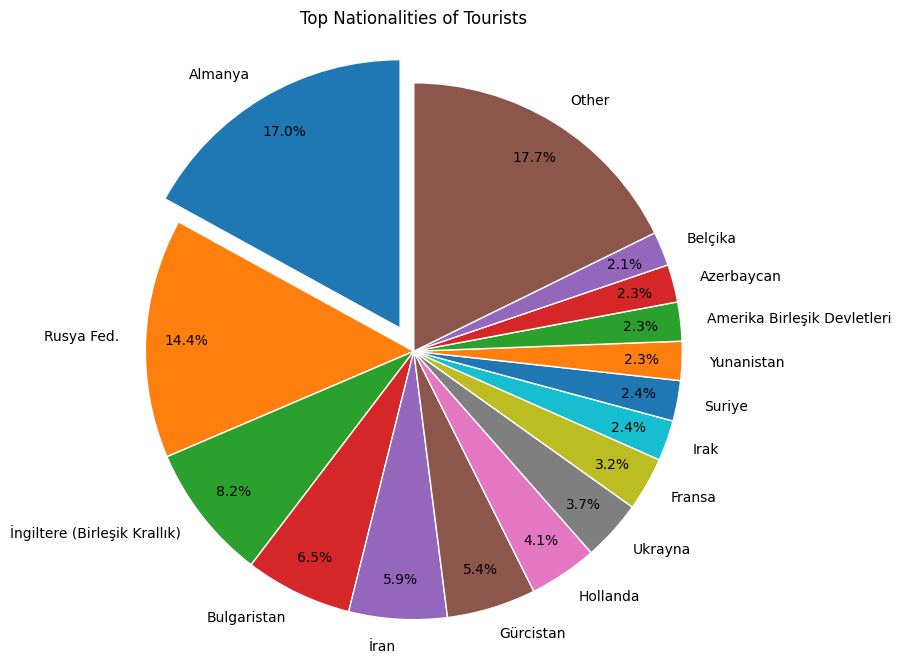 Top Nationalities of Tourists
Almanya
17.0%
Rusya Fed.
14.4%
İngiltere (Birleşik Krallık)
8.2%
Bulgaristan
6.5%
İran
5.9%
Gürcistan
5.4%
Hollanda
4.1%
Ukrayna
3.7%
Fransa
3.2%
Irak
2.4%
Suriye
2.4%
Yunanistan
2.3%
Amerika Birleşik Devletleri
2.3%
Azerbaycan
2.3%
Belçika
2.1%
Other
17.7%